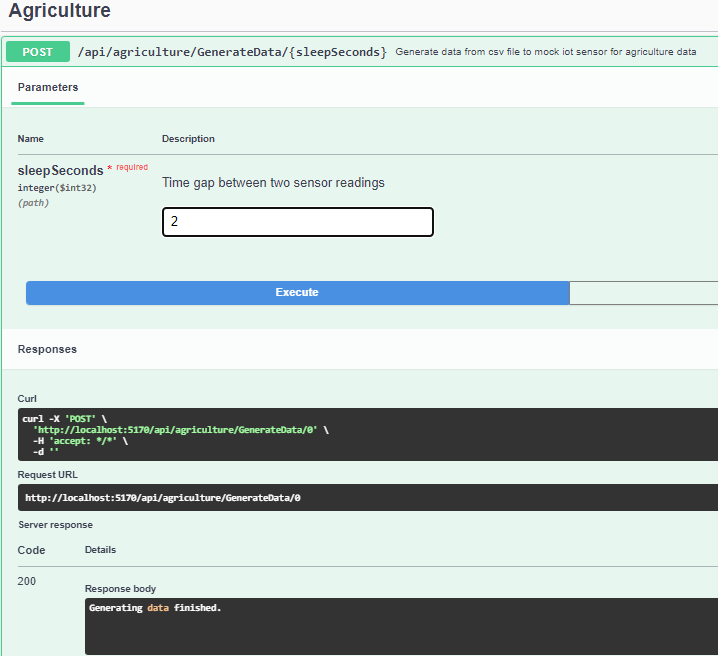 Agriculture
POST /api/agriculture/GenerateData/{sleepSeconds} Generate data from csv file to mock iot sensor for agriculture data
Parameters
Name Description
sleepSeconds * required
integer($int32)
(path)
Time gap between two sensor readings
2
Execute
Responses
Curl
curl -X 'POST' \
'http://localhost:5170/api/agriculture/GenerateData/0' \
-H 'accept: */*' \
-d ''
Request URL
http://localhost:5170/api/agriculture/GenerateData/0
Server response
Code Details
200
Response body
Generating data finished.